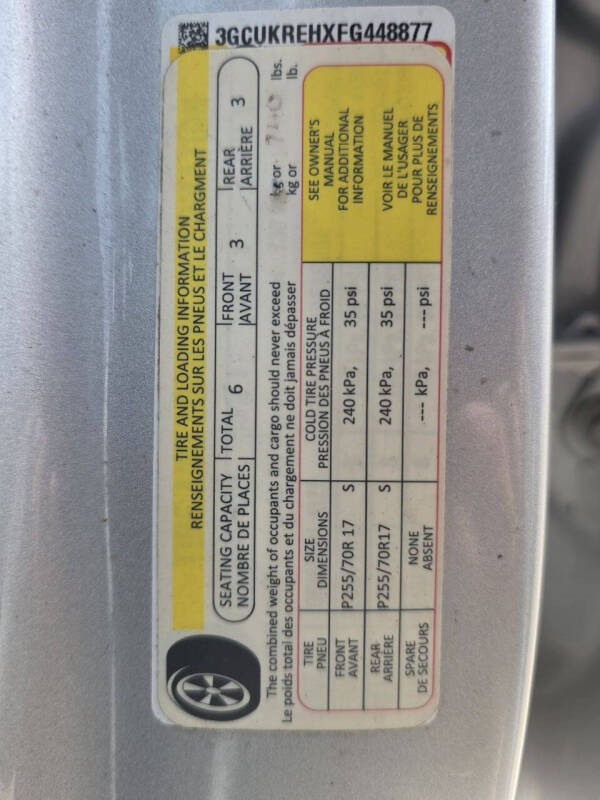 3GCUKREHXFG448877
TIRE AND LOADING INFORMATION
RENSEIGNEMENTS SUR LES PNEUS ET LE CHARGMENT
SEATING CAPACITY TOTAL 6 FRONT 3 REAR 3
NOMBRE DE PLACES AVANT ARRIÈRE
The combined weight of occupants and cargo should never exceed kg or lbs.
Le poids total des occupants et du chargement ne doit jamais dépasser kg or lb.
TIRE SIZE COLD TIRE PRESSURE
PNEU DIMENSIONS PRESSION DES PNEUS À FROID
FRONT
AVANT P255/70R 17 S 240 kPa, 35 psi
REAR
ARRIÈRE P255/70R17 S 240 kPa, 35 psi
SPARE NONE --- kPa, --- psi
DE SECOURS ABSENT
SEE OWNER'S
MANUAL
FOR ADDITIONAL
INFORMATION
VOIR LE MANUEL
DE L'USAGER
POUR PLUS DE
RENSEIGNEMENTS